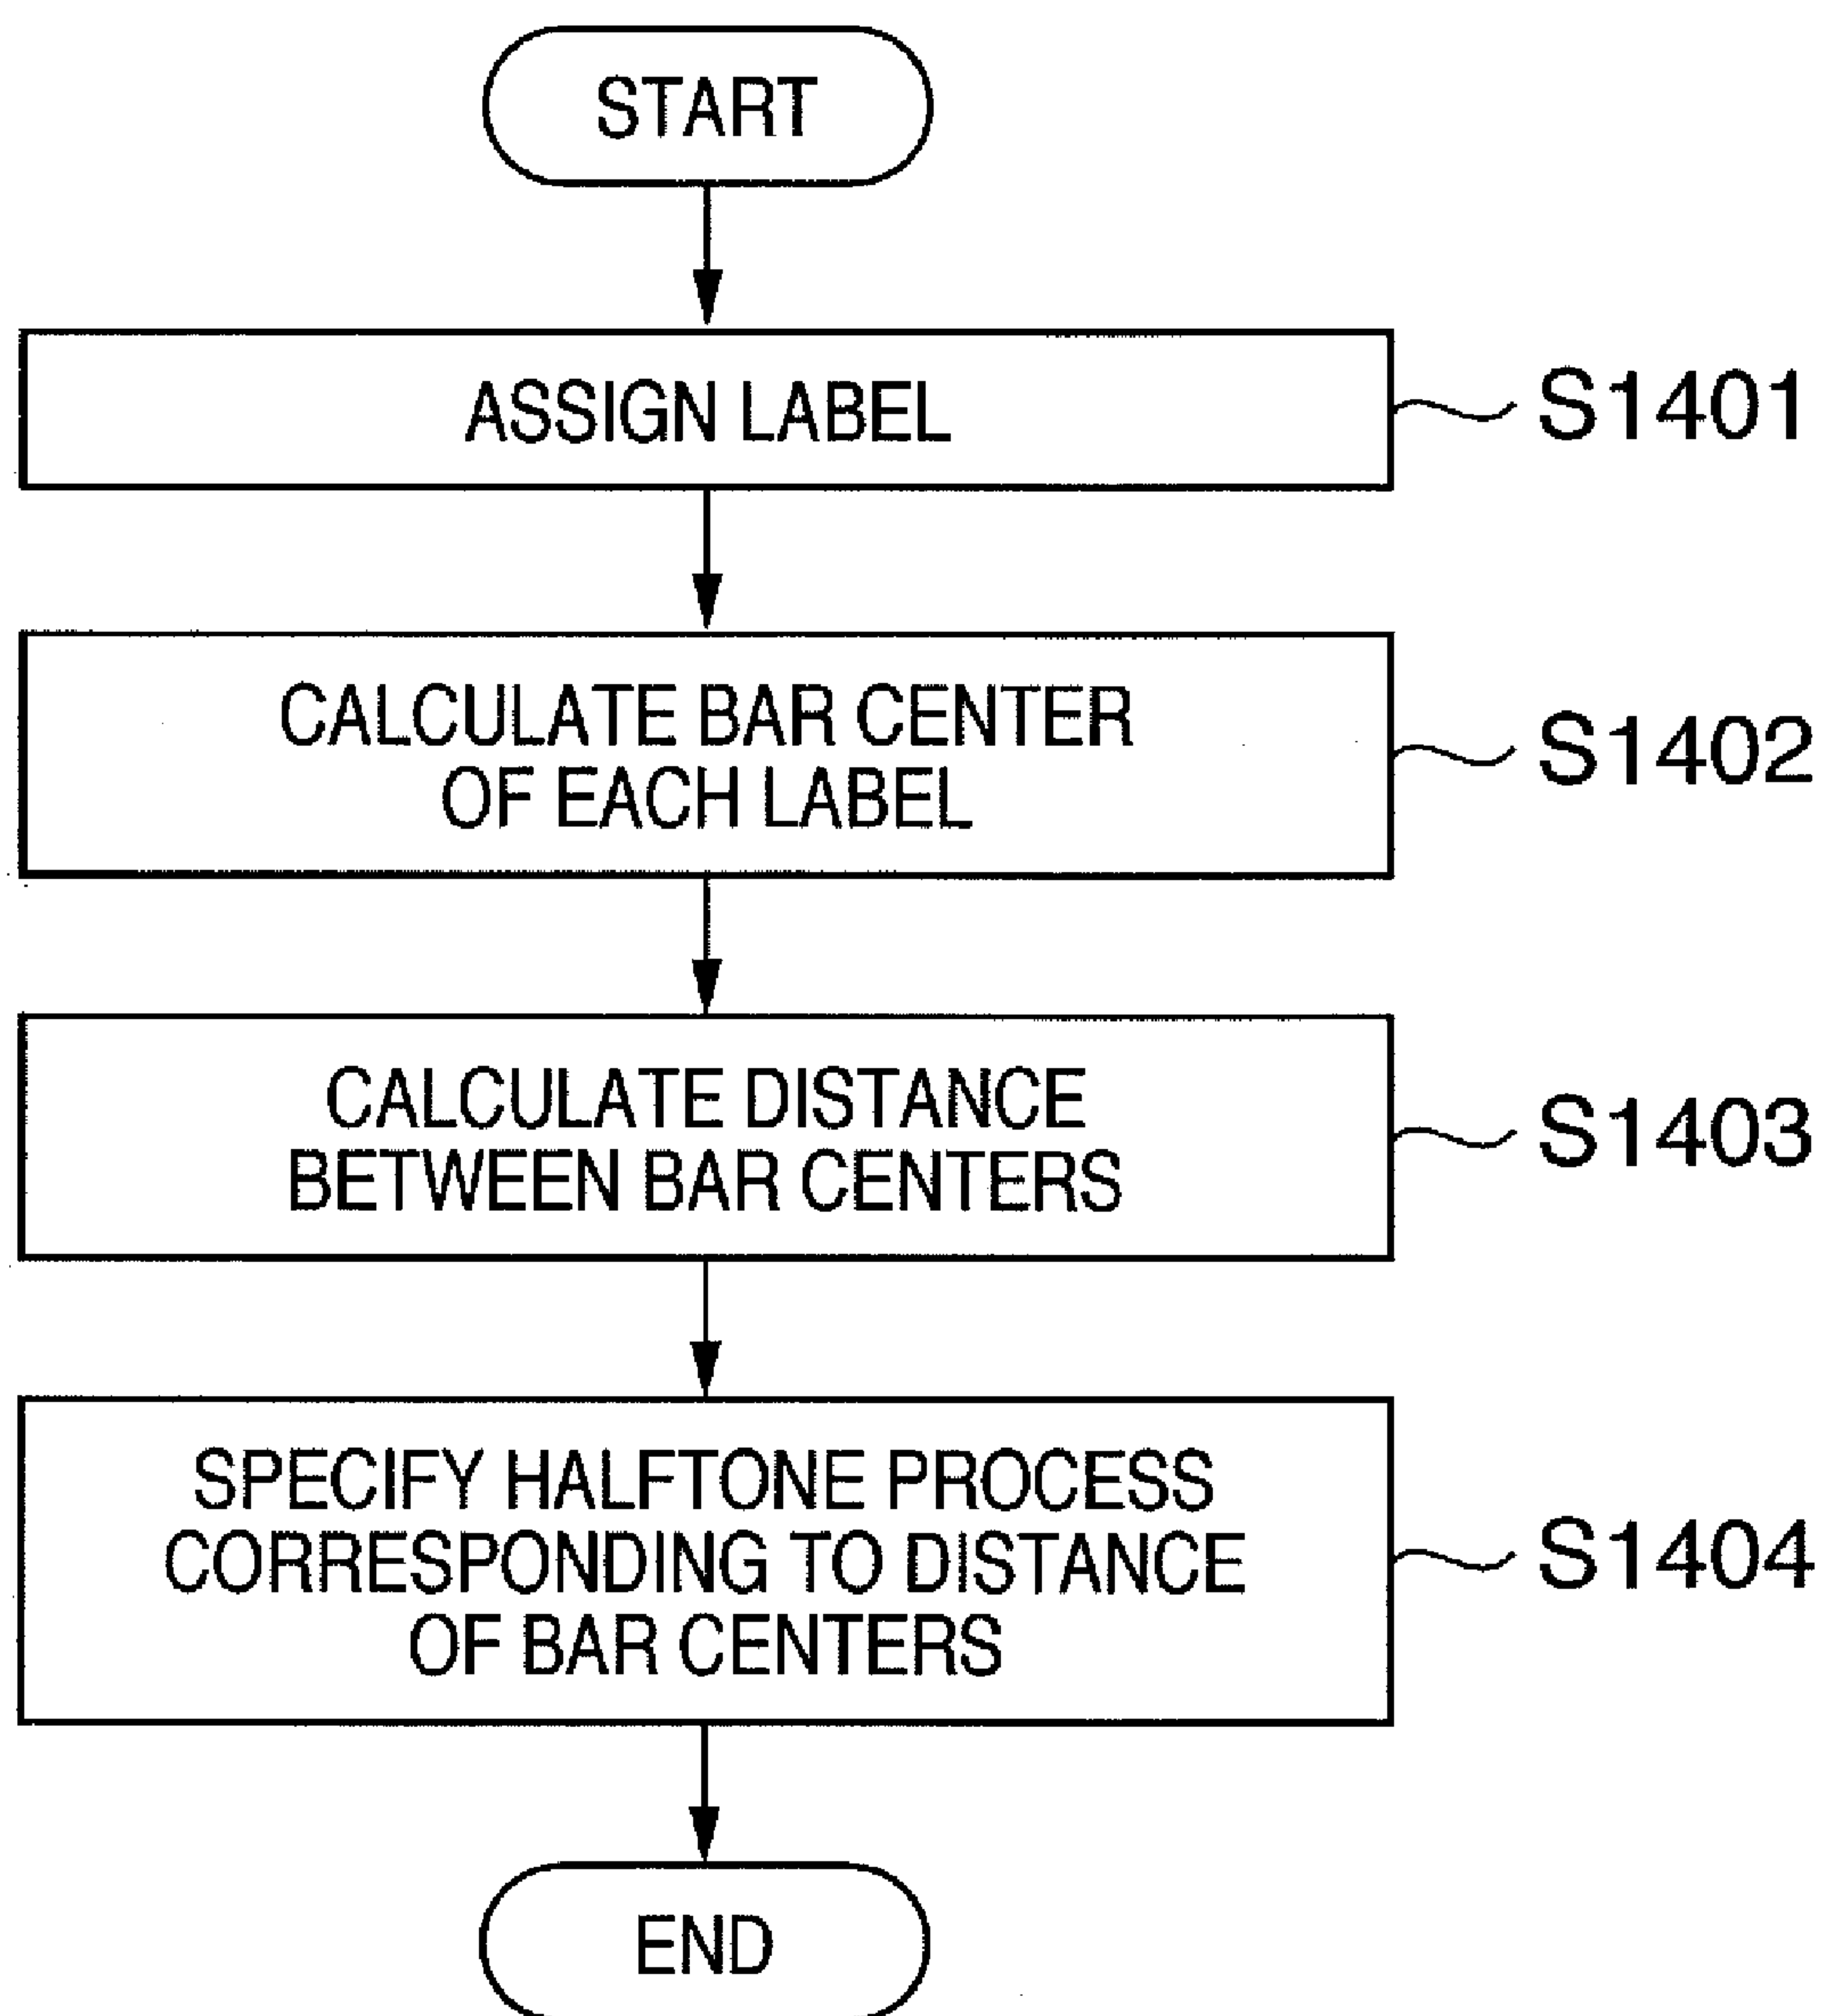 START
ASSIGN LABEL
S1401
CALCULATE BAR CENTER
OF EACH LABEL
S1402
CALCULATE DISTANCE
BETWEEN BAR CENTERS
S1403
SPECIFY HALFTONE PROCESS
CORRESPONDING TO DISTANCE
OF BAR CENTERS
S1404
END